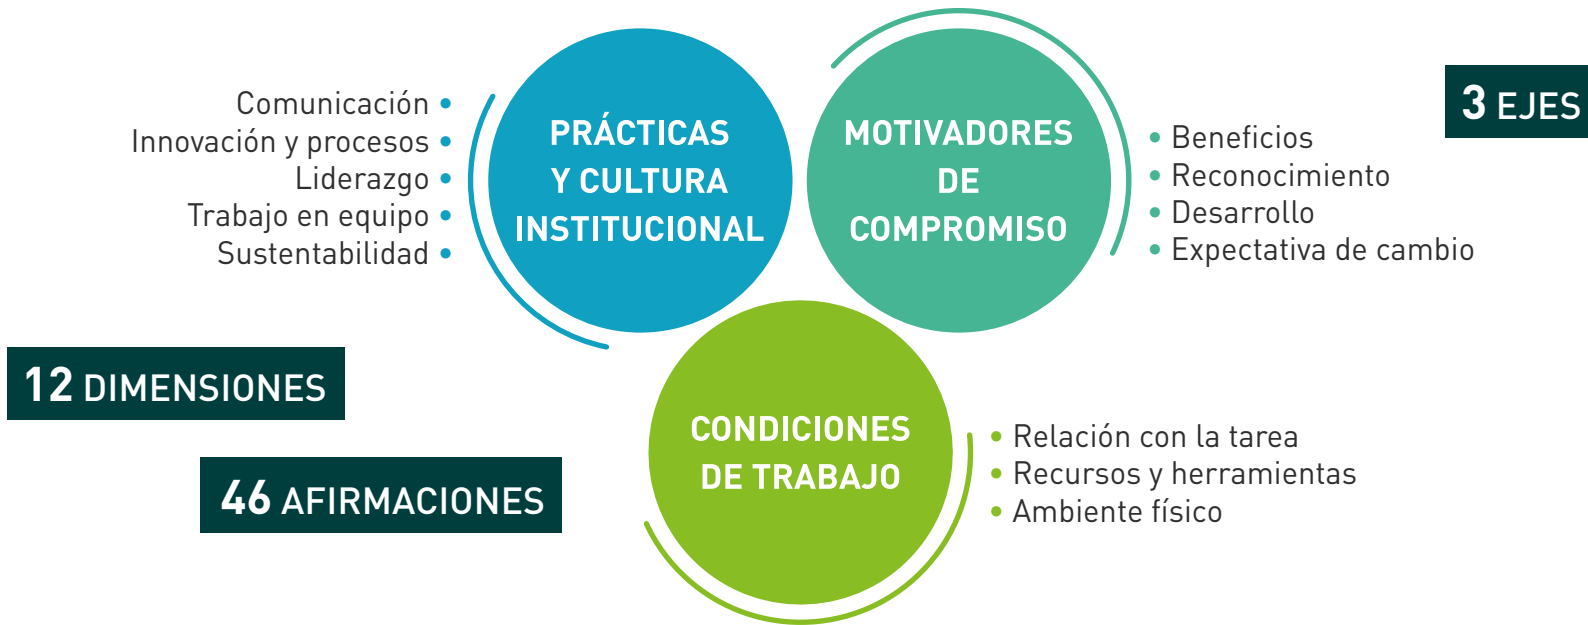 Comunicación •
Innovación y procesos •
Liderazgo •
Trabajo en equipo •
Sustentabilidad •
PRÁCTICAS
Y CULTURA
INSTITUCIONAL
MOTIVADORES
DE
COMPROMISO
• Beneficios
• Reconocimiento
• Desarrollo
• Expectativa de cambio
3 EJES
12 DIMENSIONES
46 AFIRMACIONES
CONDICIONES
DE TRABAJO
• Relación con la tarea
• Recursos y herramientas
• Ambiente físico